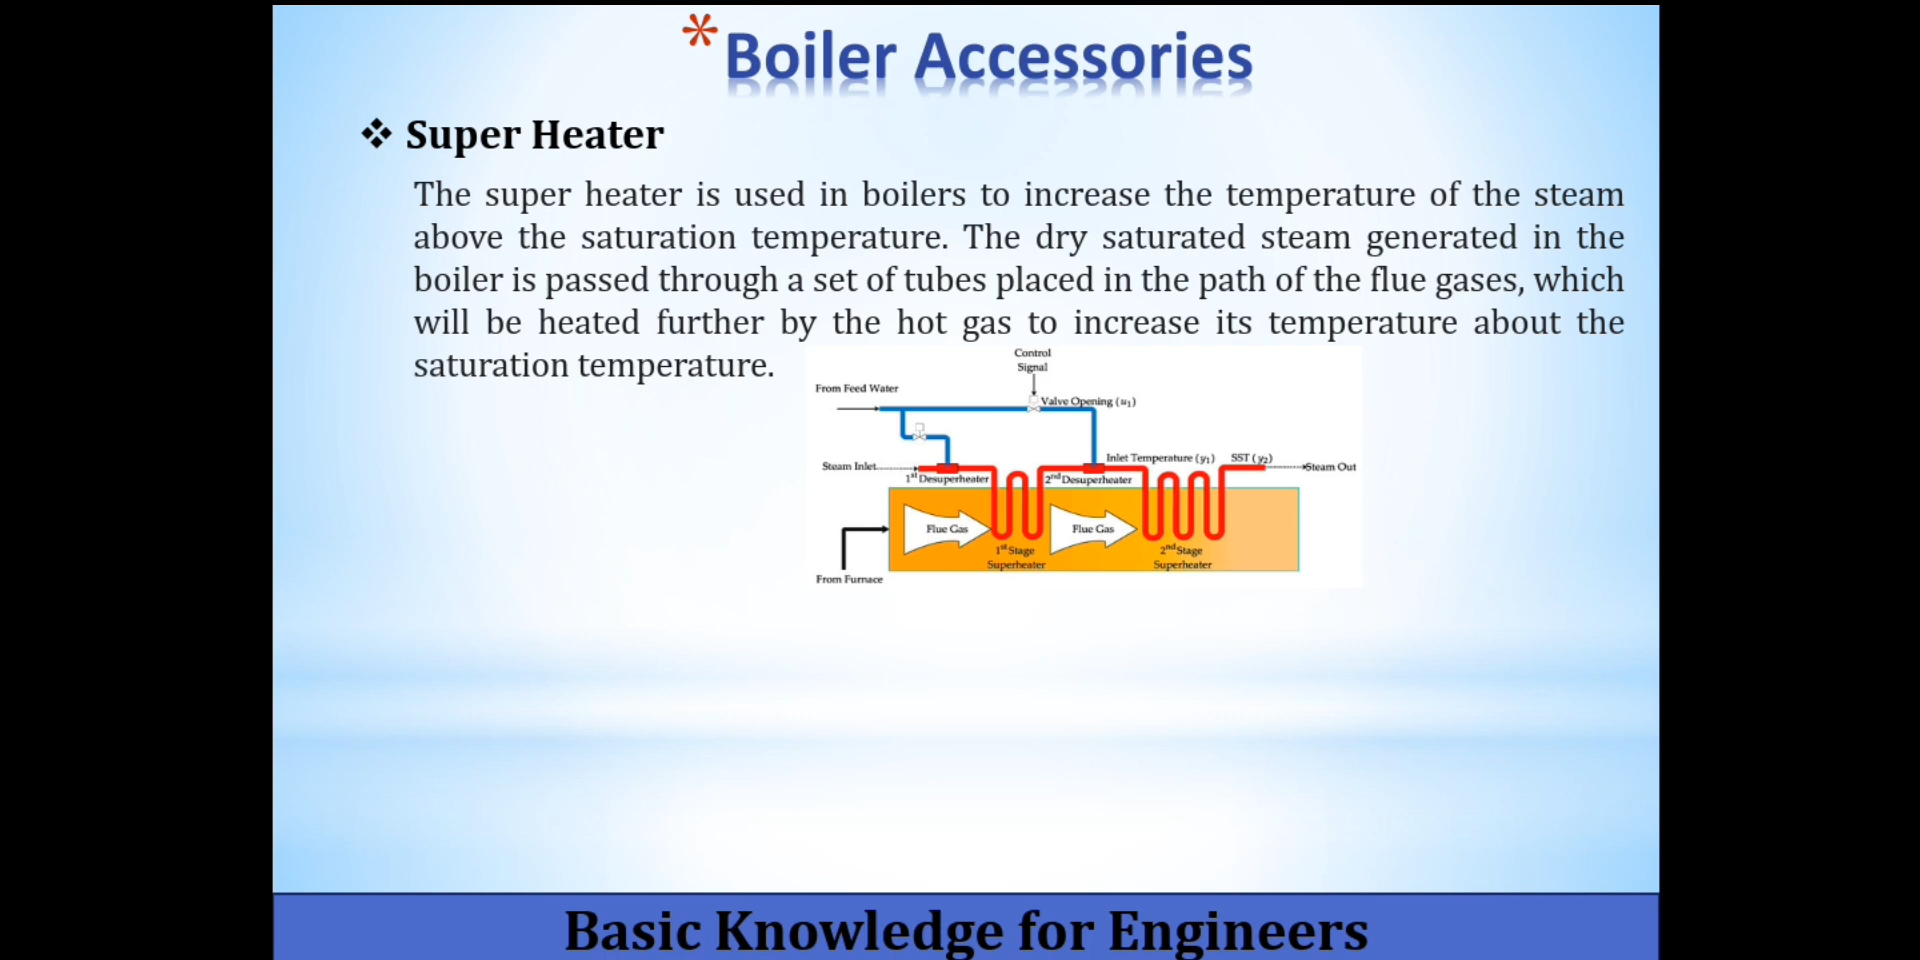 *Boiler Accessories
❖ Super Heater
The super heater is used in boilers to increase the temperature of the steam
above the saturation temperature. The dry saturated steam generated in the
boiler is passed through a set of tubes placed in the path of the flue gases, which
will be heated further by the hot gas to increase its temperature about the
saturation temperature.
Control
Signal
From Feed Water
Valve Opening (u₁)
Steam Inlet
Inlet Temperature (y₁)
SST (y₂)
Steam Out
1st Desuperheater
2nd Desuperheater
Flue Gas
Flue Gas
1st Stage
Superheater
2nd Stage
Superheater
From Furnace
Basic Knowledge for Engineers